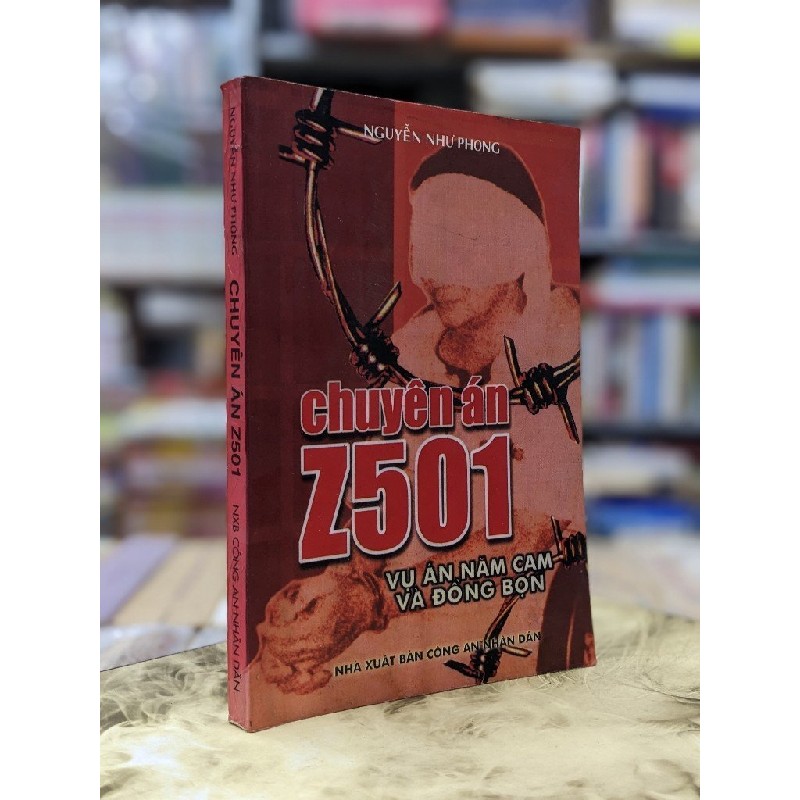 NGUYỄN NHƯ PHONG
chuyên án
Z501
VỤ ÁN NĂM CAM
VÀ ĐỒNG BỌN
NHÀ XUẤT BẢN CÔNG AN NHÂN DÂN
NGUYỄN NHƯ PHONG CHUYÊN ÁN Z501 NXB CÔNG AN NHÂN DÂN